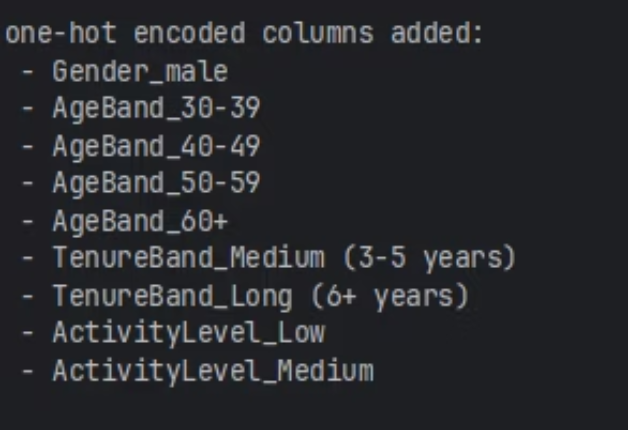 one-hot encoded columns added:
- Gender_male
- AgeBand_30-39
- AgeBand_40-49
- AgeBand_50-59
- AgeBand_60+
- TenureBand_Medium (3-5 years)
- TenureBand_Long (6+ years)
- ActivityLevel_Low
- ActivityLevel_Medium